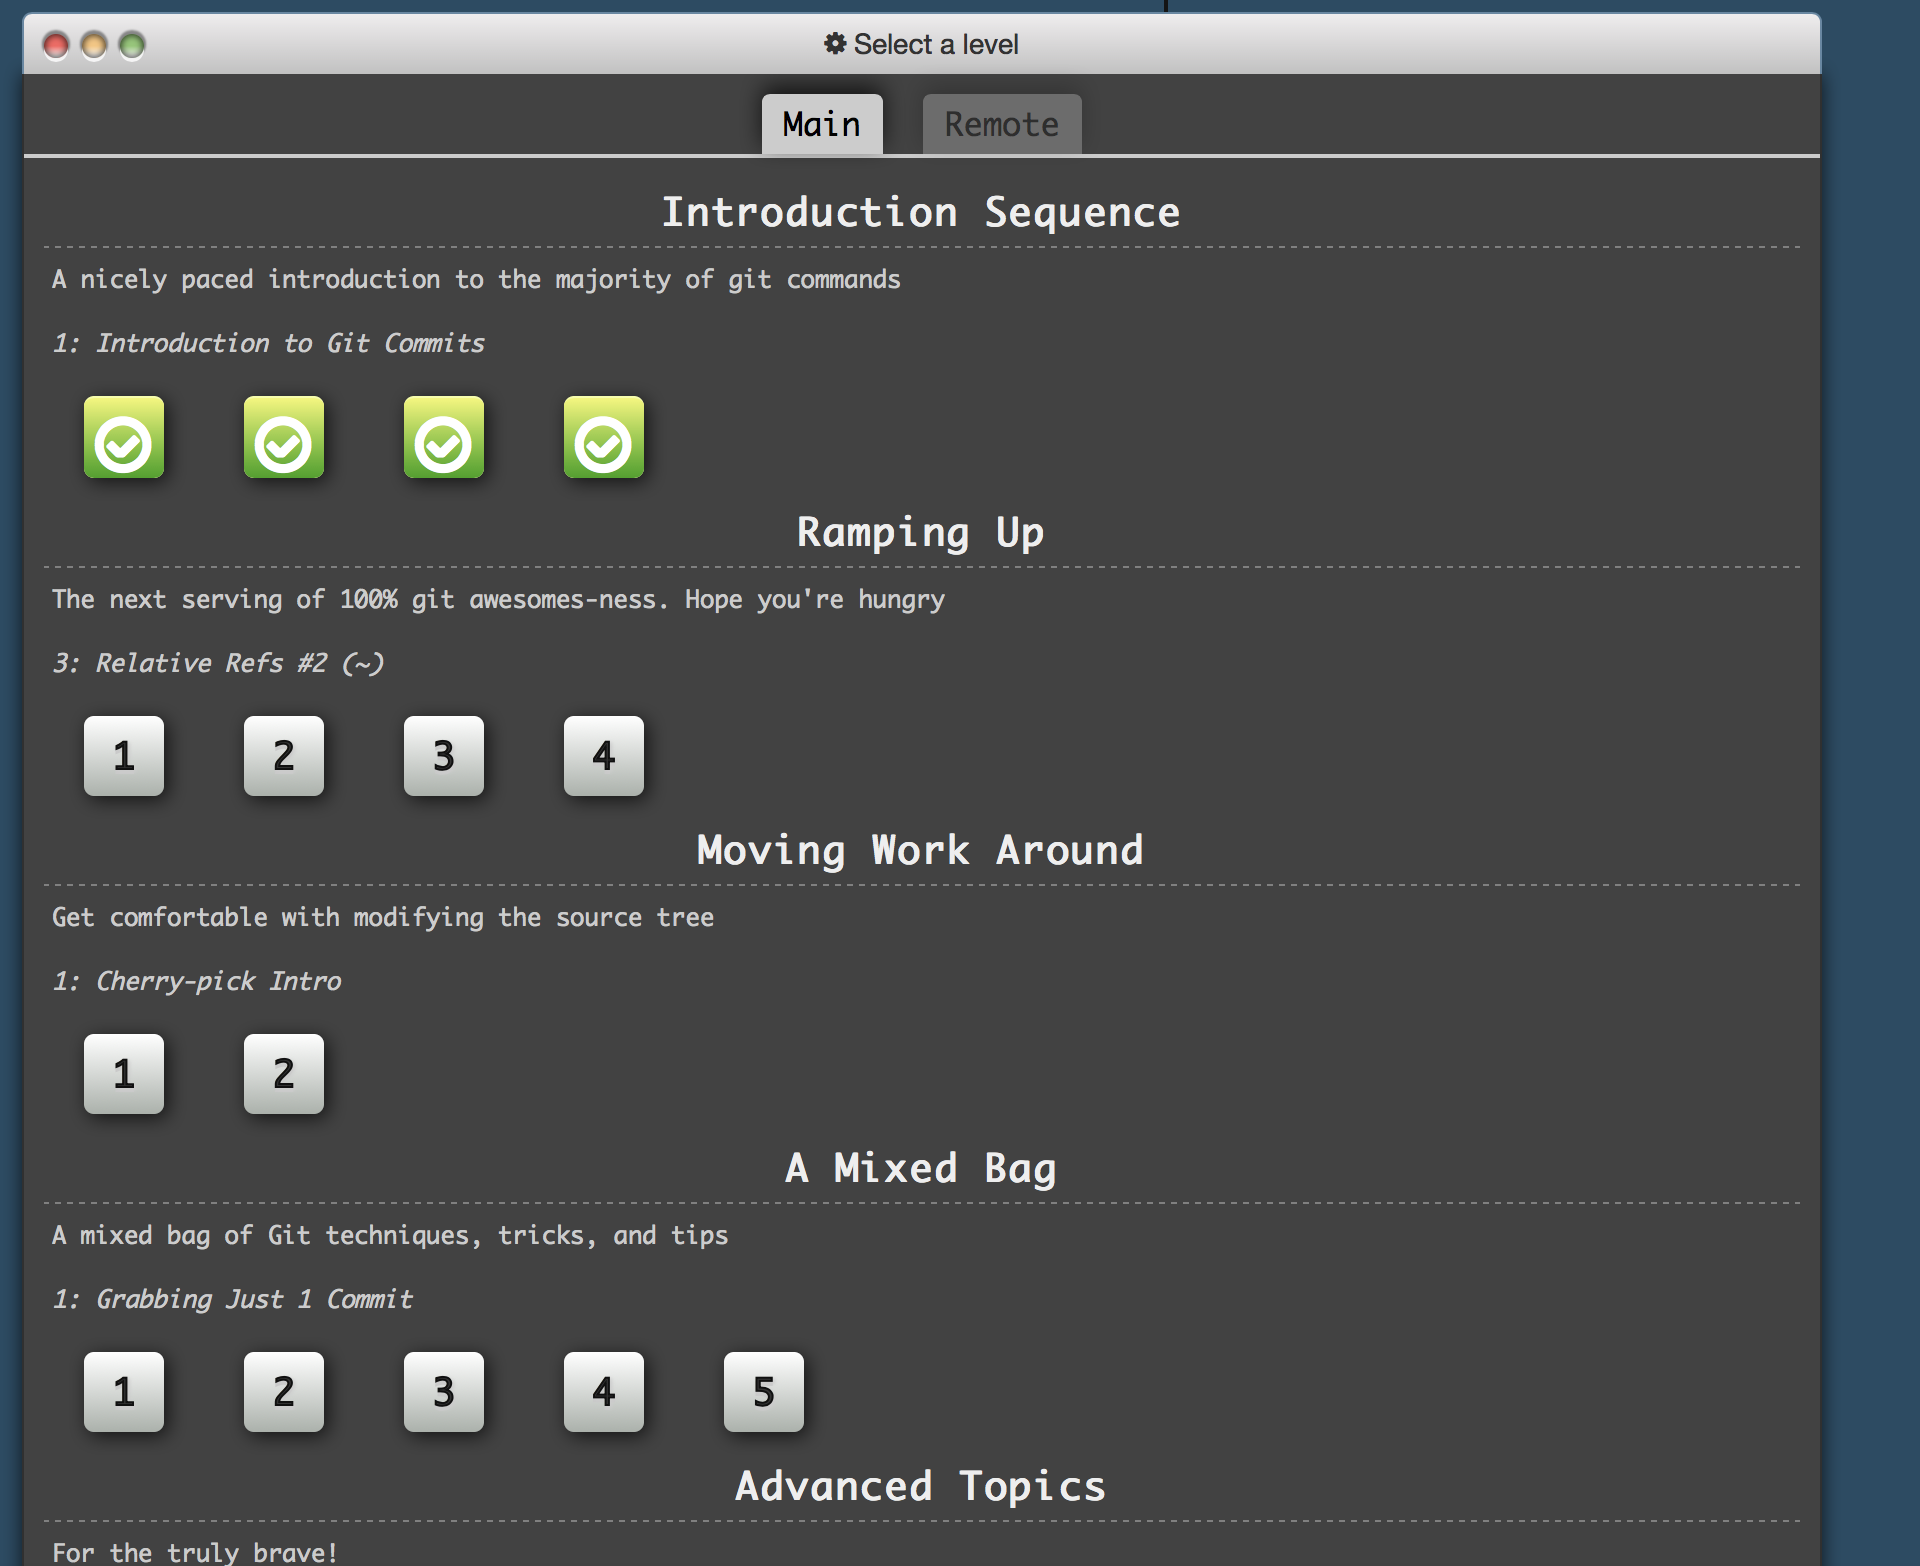 Select a level
Main Remote
Introduction Sequence
A nicely paced introduction to the majority of git commands
1: Introduction to Git Commits
Ramping Up
The next serving of 100% git awesomes-ness. Hope you're hungry
3: Relative Refs #2 (~)
1 2 3 4
Moving Work Around
Get comfortable with modifying the source tree
1: Cherry-pick Intro
1 2
A Mixed Bag
A mixed bag of Git techniques, tricks, and tips
1: Grabbing Just 1 Commit
1 2 3 4 5
Advanced Topics
For the truly brave!